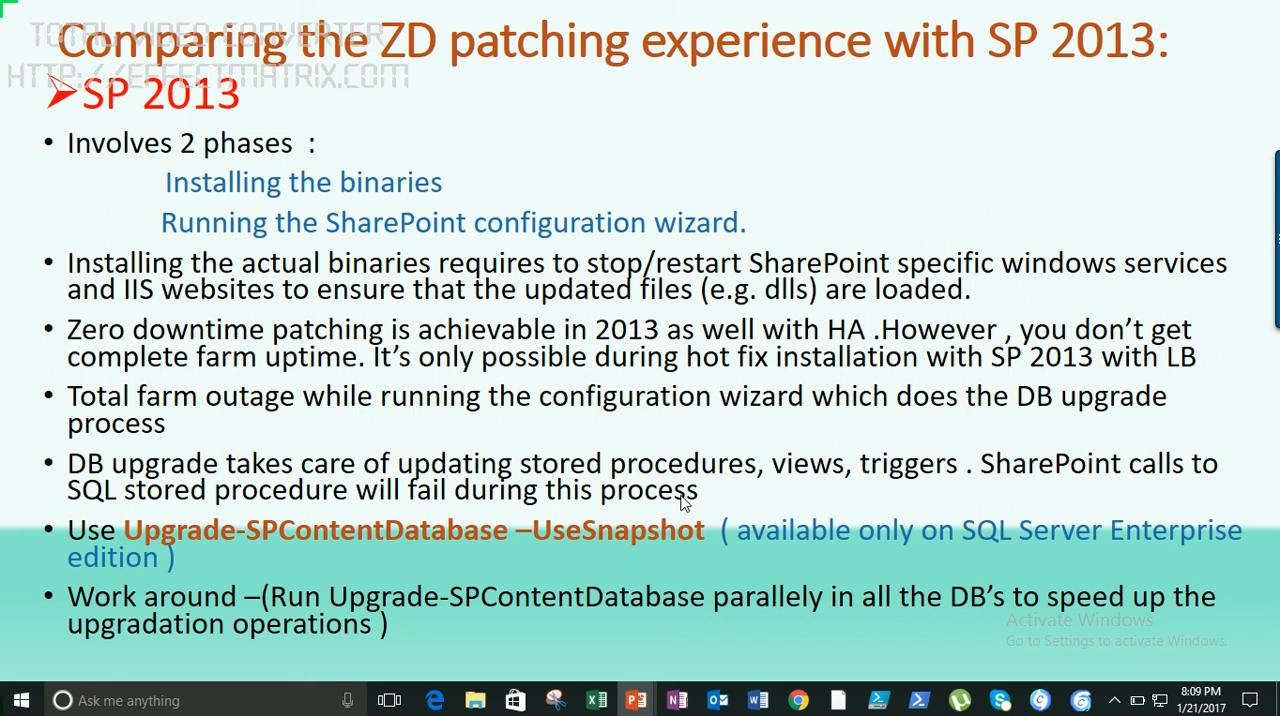 TOTAL VIDEO CONVERTER
Comparing the ZD patching experience with SP 2013:
HTTP://EFFECTMATRIX.COM
➢SP 2013
• Involves 2 phases :
Installing the binaries
Running the SharePoint configuration wizard.
• Installing the actual binaries requires to stop/restart SharePoint specific windows services
and IIS websites to ensure that the updated files (e.g. dlls) are loaded.
• Zero downtime patching is achievable in 2013 as well with HA .However , you don’t get
complete farm uptime. It’s only possible during hot fix installation with SP 2013 with LB
• Total farm outage while running the configuration wizard which does the DB upgrade
process
• DB upgrade takes care of updating stored procedures, views, triggers . SharePoint calls to
SQL stored procedure will fail during this process
• Use Upgrade-SPContentDatabase –UseSnapshot ( available only on SQL Server Enterprise
edition )
• Work around –(Run Upgrade-SPContentDatabase parallely in all the DB’s to speed up the
upgradation operations )
Activate Windows
Go to Settings to activate Windows.
Ask me anything
8:09 PM
1/21/2017